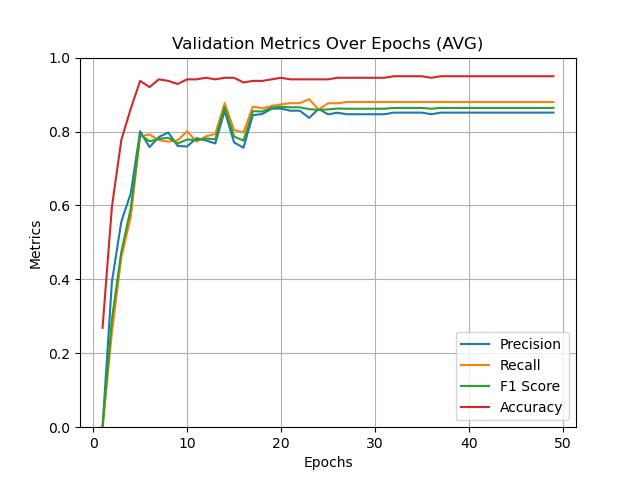 Validation Metrics Over Epochs (AVG)
1.0
0.8
0.6
0.4
0.2
0.0
Metrics
0 10 20 30 40 50
Epochs
Precision
Recall
F1 Score
Accuracy